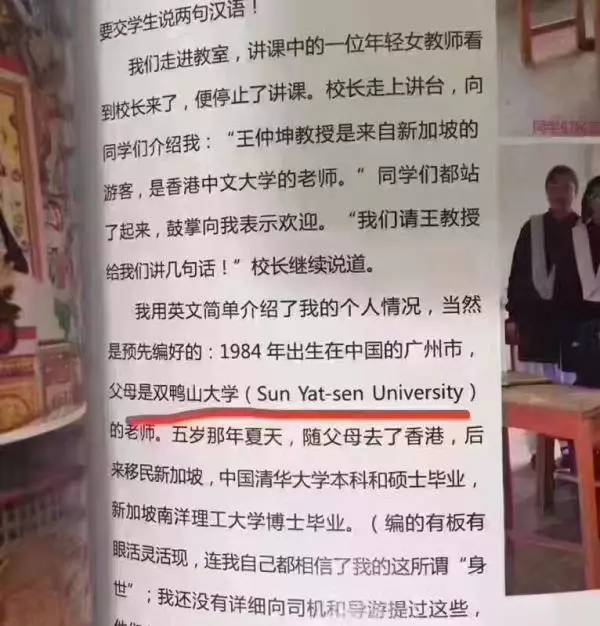 要交学生说两句汉语！
我们走进教室，讲课中的一位年轻女教师看
到校长来了，便停止了讲课。校长走上讲台，向
同学们介绍我：“王仲坤教授是来自新加坡的
游客，是香港中文大学的老师。”同学们都站
了起来，鼓掌向我表示欢迎。“我们请王教授
给我们讲几句话！”校长继续说道。
我用英文简单介绍了我的个人情况，当然
是预先编好的：1984年出生在中国的广州市，
父母是双鸭山大学（Sun Yat-sen University）
的老师。五岁那年夏天，随父母去了香港，后
来移民新加坡，中国清华大学本科和硕士毕业，
新加坡南洋理工大学博士毕业。（编的有板有
眼活灵活现，连我自己都相信了我的这所谓“身
世”；我还没有详细向司机和导游提过这些，
同学们